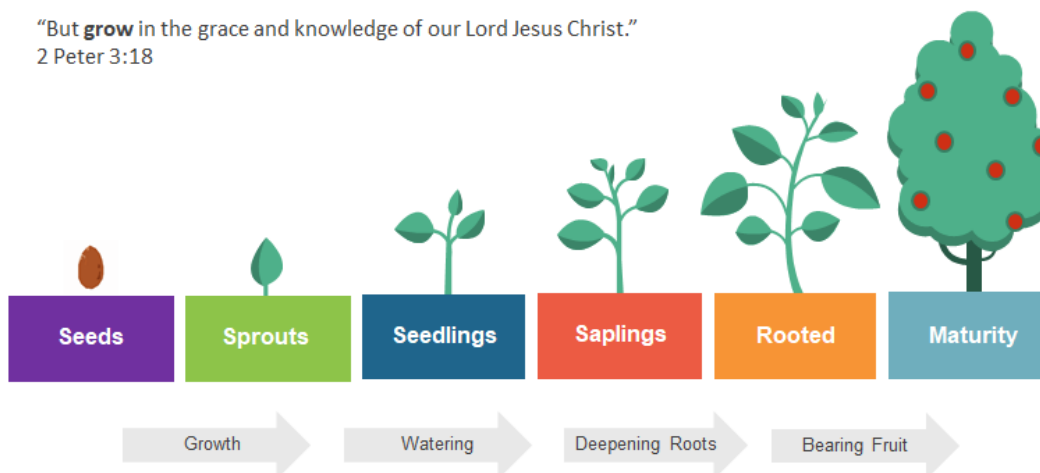 “But grow in the grace and knowledge of our Lord Jesus Christ.”
2 Peter 3:18
Seeds
Sprouts
Seedlings
Saplings
Rooted
Maturity
Growth
Watering
Deepening Roots
Bearing Fruit